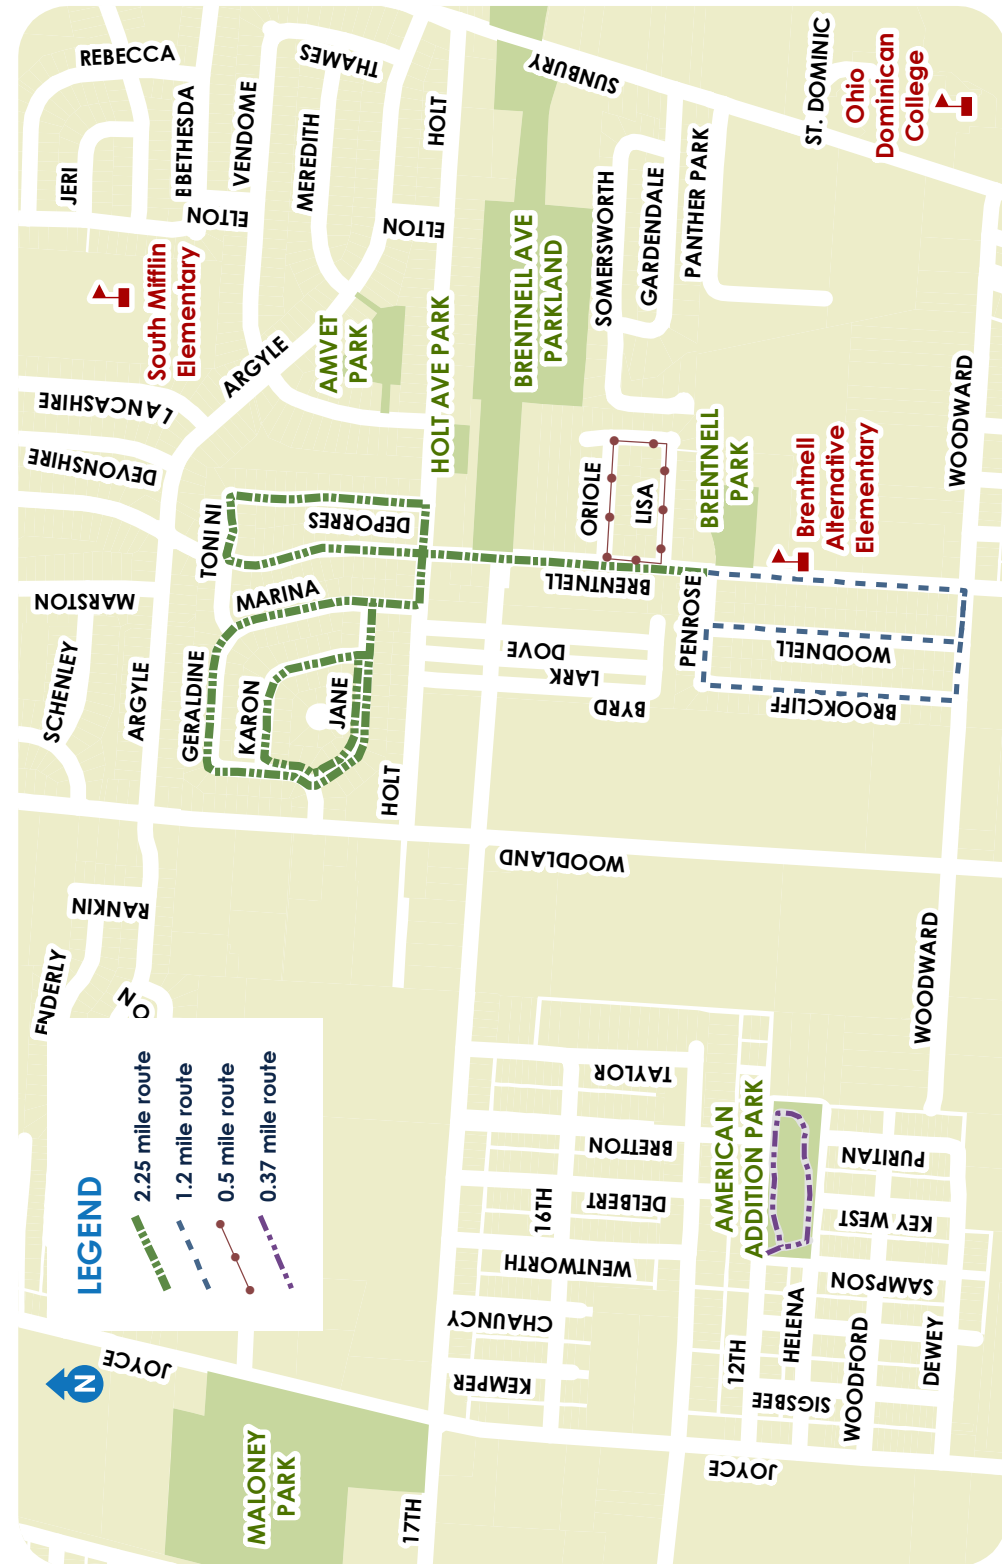 REBECCA
JERI
BETHESDA
VENDOME
ELTON
THAMES
MEREDITH
HOLT
ELTON
SUNBURY
ST. DOMINIC
Ohio
Dominican
College
PANTHER PARK
GARDENDALE
SOMERSWORTH
South Mifflin
Elementary
LANCASHIRE
DEVONSHIRE
ARGYLE
AMVET
PARK
HOLT AVE PARK
BRENTNELL AVE
PARKLAND
BRENTNELL
PARK
Brentnell
Alternative
Elementary
WOODWARD
TONI NI
DEPORRES
ORIOLE
LISA
BRENTNELL
PENROSE
MARSTON
SCHENLEY
ARGYLE
MARINA
GERALDINE
KARON
JANE
HOLT
DOVE
LARK
BYRD
WOODNELL
BROOKCLIFF
WOODLAND
RANKIN
ENDERLY
NO
WOODWARD
LEGEND
2.25 mile route
1.2 mile route
0.5 mile route
0.37 mile route
TAYLOR
BRETTON
DELBERT
16TH
WENTWORTH
CHAUNCY
KEMPER
AMERICAN
ADDITION PARK
PURITAN
KEY WEST
SAMPSON
HELENA
12TH
SIGSBEE
WOODFORD
DEWEY
JOYCE
N
MALONEY
PARK
17TH
JOYCE